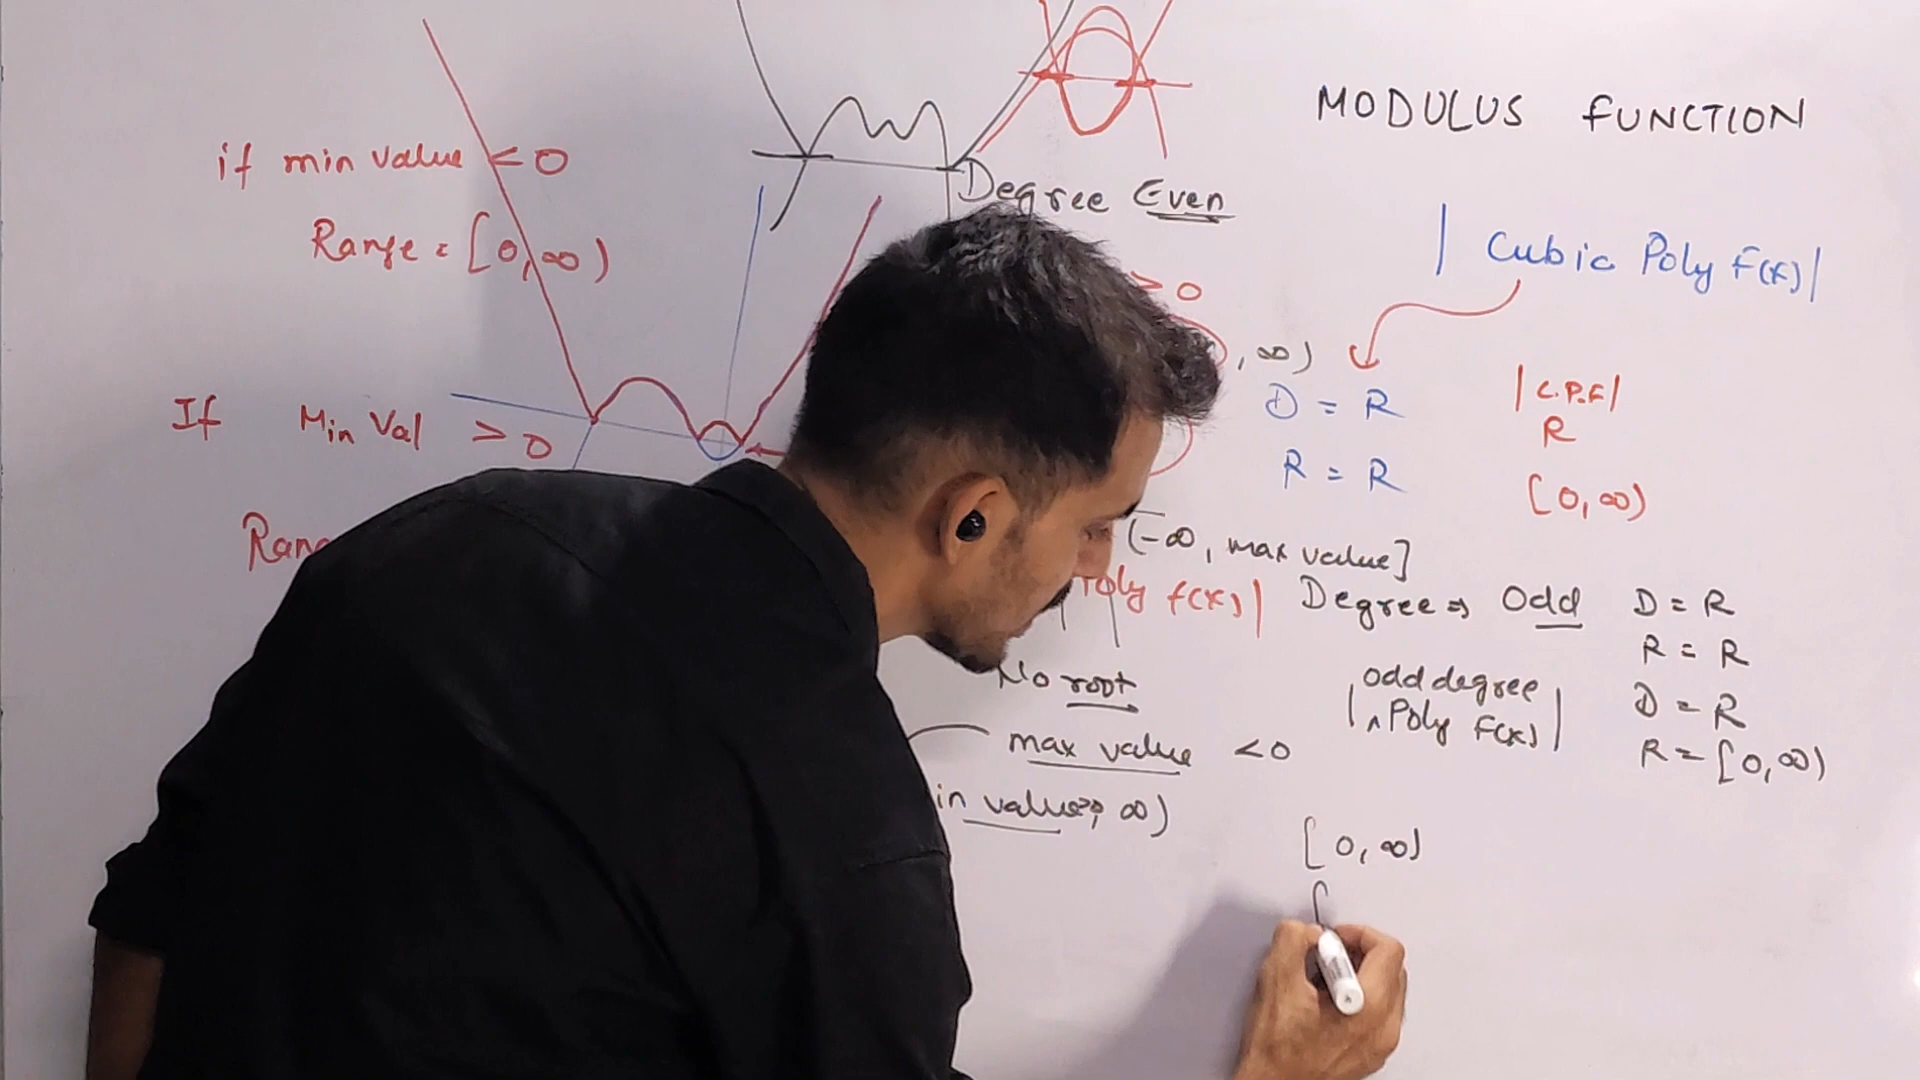 MODULUS FUNCTION
if min value < 0
Range = [0, ∞)
Degree Even
| Cubic Poly F(x)|
> 0
, ∞)
D = R
R = R
|C.P.F|
R
[0, ∞)
If Min Val > 0
(-∞, max value]
Poly f(x)|
Degree ⇒ Odd
D = R
R = R
No root
|odd degree
^ Poly F(x)|
D = R
R = [0, ∞)
max value < 0
in value, ∞)
[0, ∞)
[